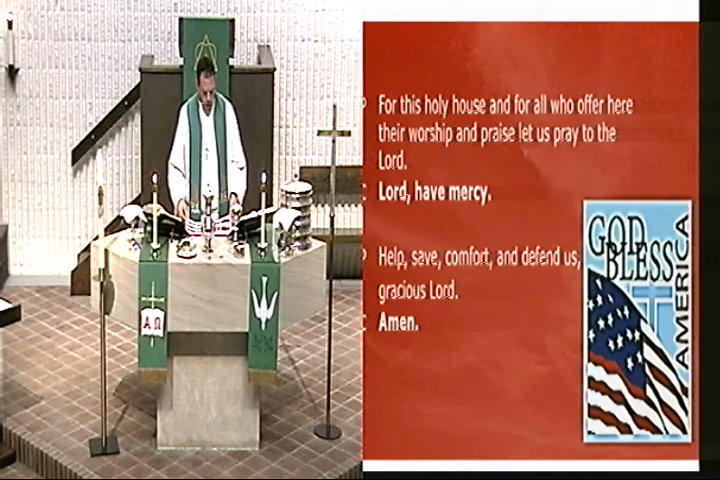 P For this holy house and for all who offer here
their worship and praise let us pray to the
Lord.
C Lord, have mercy.
P Help, save, comfort, and defend us,
gracious Lord.
C Amen.
GOD
BLESS
AMERICA
Α Ω